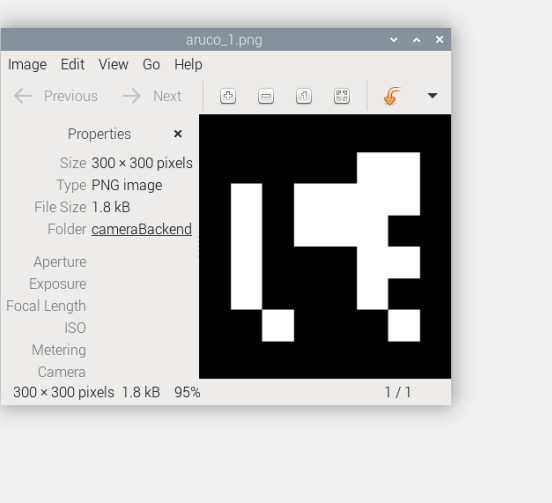 aruco_1.png
Image Edit View Go Help
Previous Next
Properties
Size 300 × 300 pixels
Type PNG image
File Size 1.8 kB
Folder cameraBackend
Aperture
Exposure
Focal Length
ISO
Metering
Camera
300 × 300 pixels 1.8 kB 95% 1 / 1